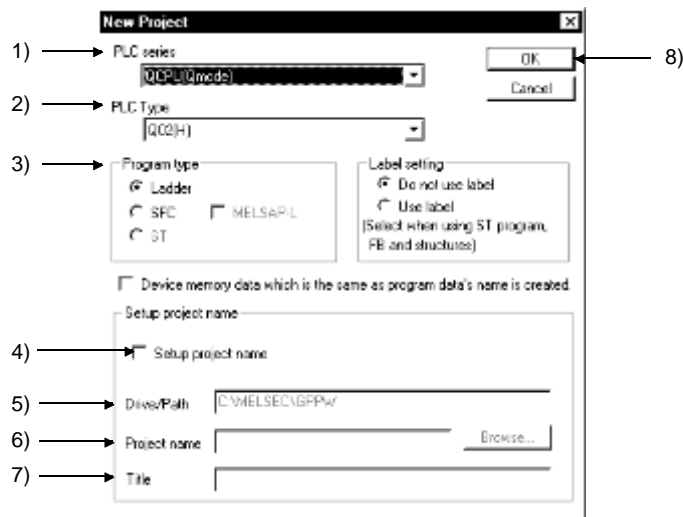 New Project
1) PLC series
OK 8)
QCPU(Qmode)
Cancel
2) PLC Type
Q02(H)
3) Program type
Ladder
SFC MELSAP-L
ST
Label setting
Do not use label
Use label
(Select when using ST program,
FB and structures)
Device memory data which is the same as program data's name is created.
Setup project name
4) Setup project name
5) Drive/Path C:\MELSEC\GPPW
6) Project name Browse...
7) Title